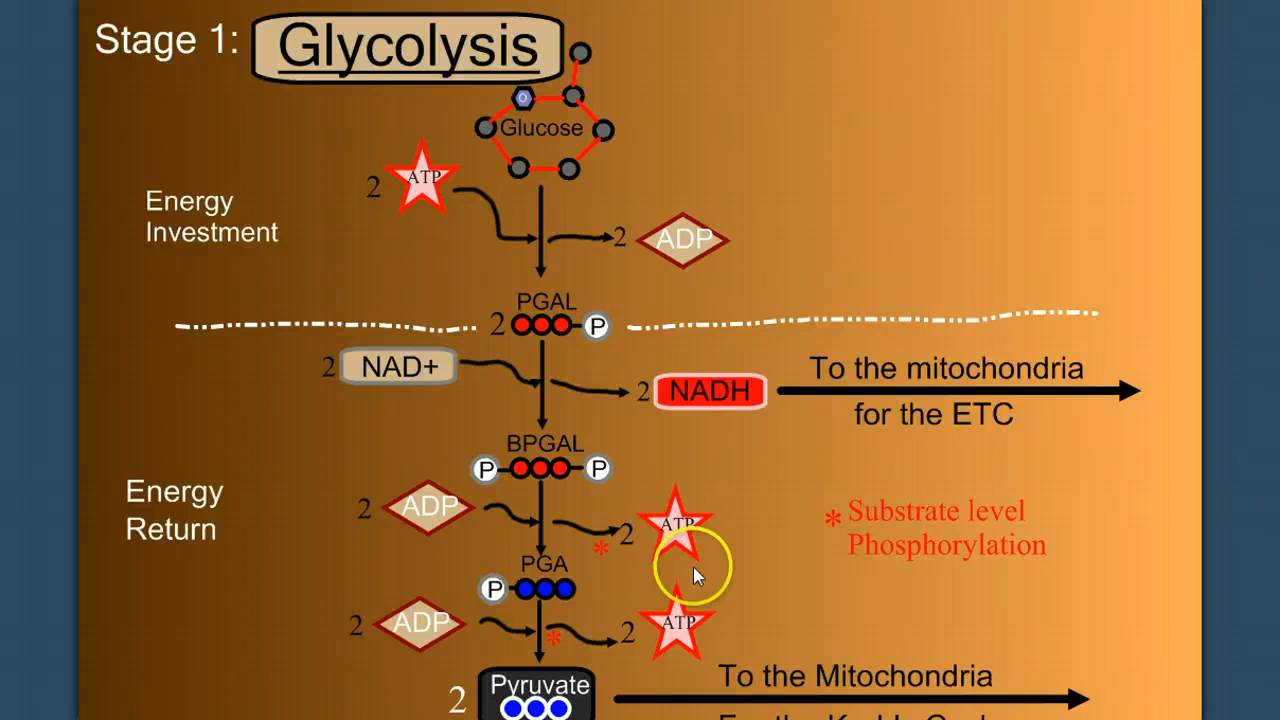 Stage 1: Glycolysis
O
Glucose
2 ATP
Energy
Investment
2 ADP
PGAL
2 P
2 NAD+
2 NADH
To the mitochondria
for the ETC
BPGAL
P P
Energy
Return
2 ADP
2 ATP
* Substrate level
Phosphorylation
*
PGA
P
2 ADP
*
2 ATP
2 Pyruvate
To the Mitochondria